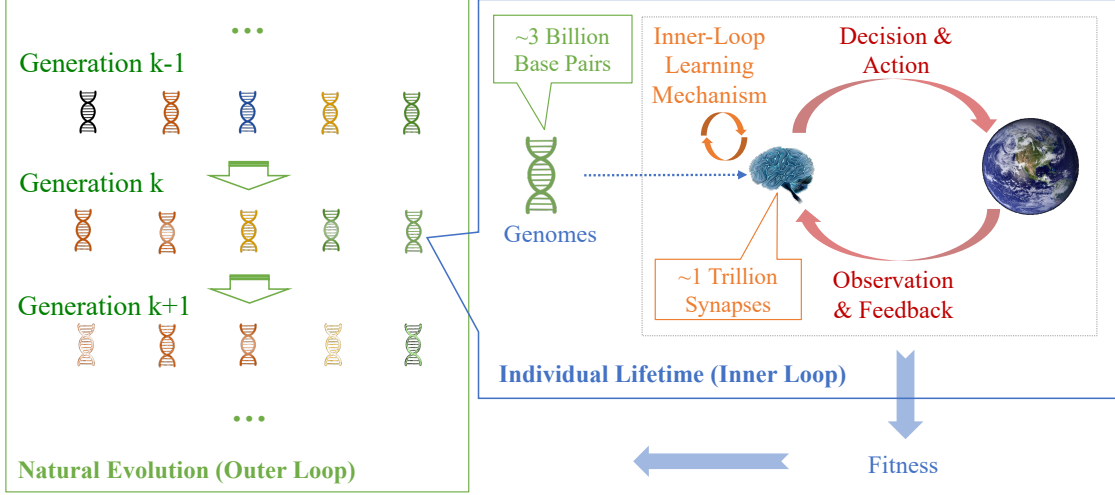 ...
Generation k-1
Generation k
Generation k+1
...
Natural Evolution (Outer Loop)
~3 Billion
Base Pairs
Genomes
Inner-Loop
Learning
Mechanism
Decision &
Action
~1 Trillion
Synapses
Observation
& Feedback
Individual Lifetime (Inner Loop)
Fitness